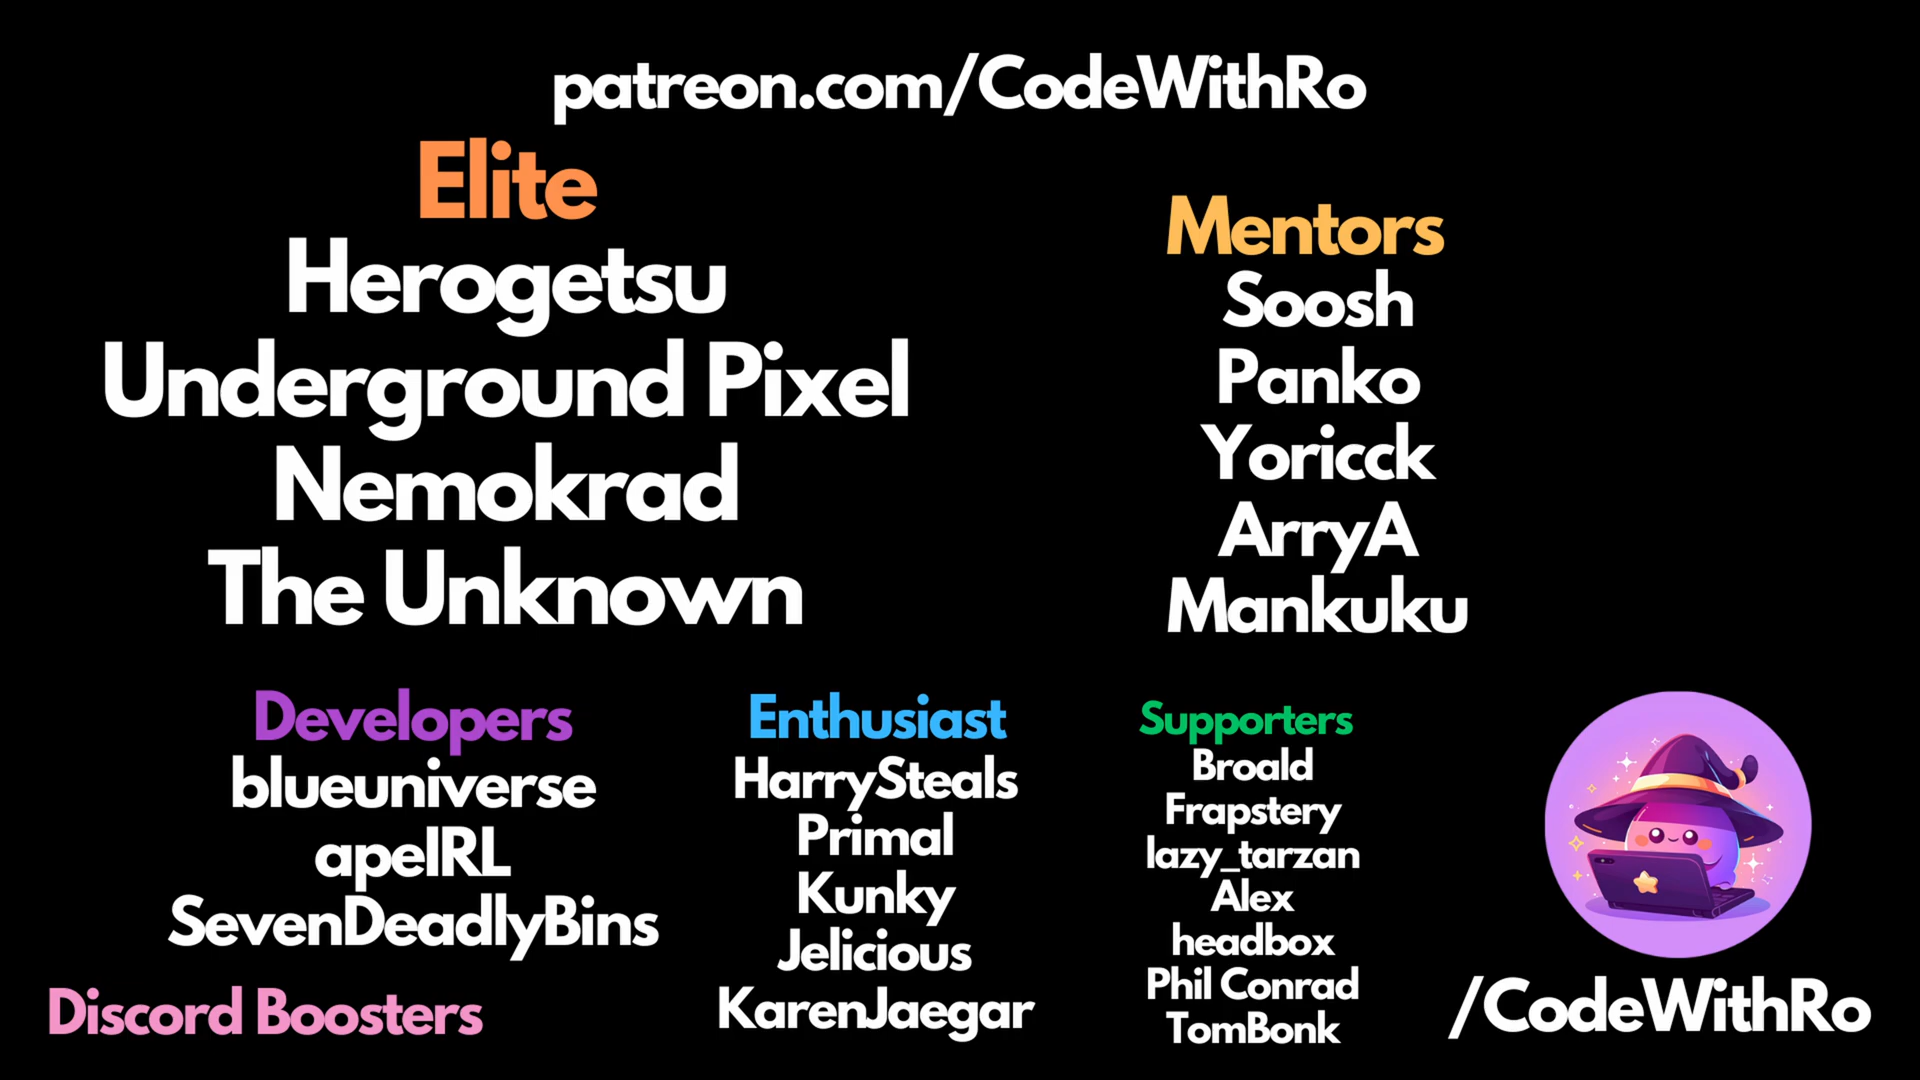 patreon.com/CodeWithRo
Elite
Herogetsu
Underground Pixel
Nemokrad
The Unknown
Mentors
Soosh
Panko
Yoricck
ArryA
Mankuku
Developers
blueuniverse
apeIRL
SevenDeadlyBins
Discord Boosters
Enthusiast
HarrySteals
Primal
Kunky
Jelicious
KarenJaegar
Supporters
Broald
Frapstery
lazy_tarzan
Alex
headbox
Phil Conrad
TomBonk
/CodeWithRo